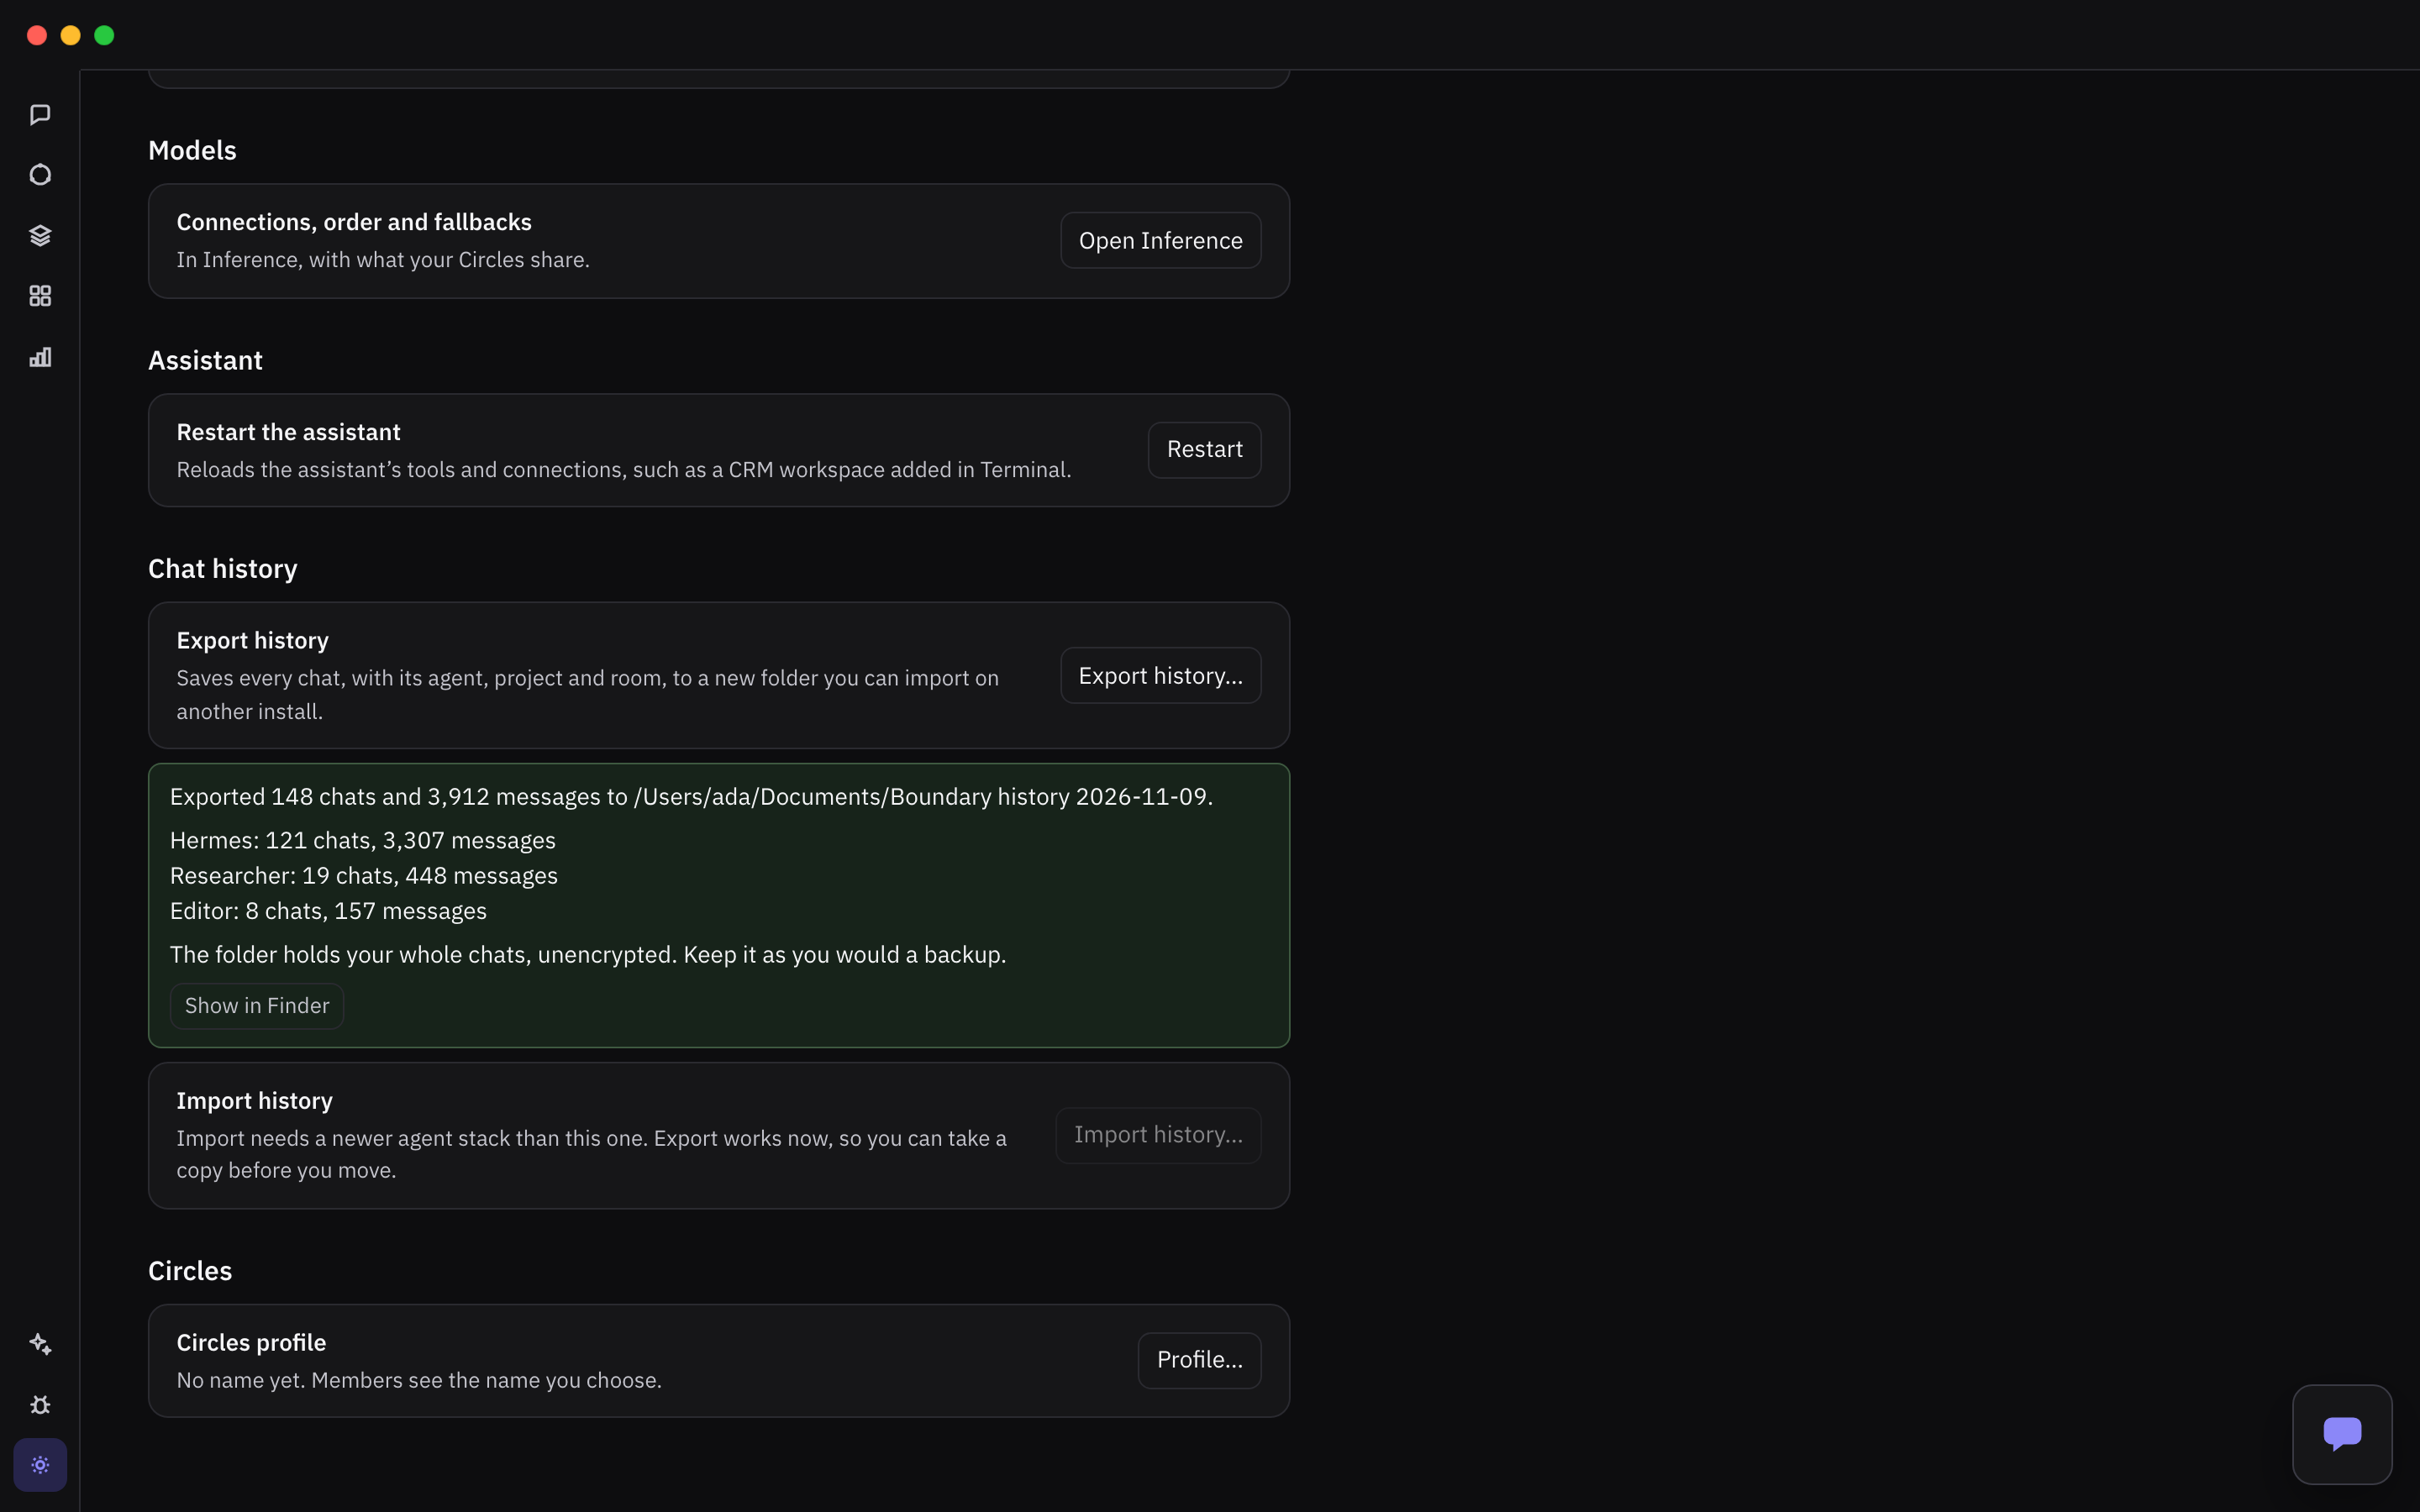 Models
Connections, order and fallbacks
In Inference, with what your Circles share.
Open Inference
Assistant
Restart the assistant
Reloads the assistant’s tools and connections, such as a CRM workspace added in Terminal.
Restart
Chat history
Export history
Saves every chat, with its agent, project and room, to a new folder you can import on
another install.
Export history...
Exported 148 chats and 3,912 messages to /Users/ada/Documents/Boundary history 2026-11-09.
Hermes: 121 chats, 3,307 messages
Researcher: 19 chats, 448 messages
Editor: 8 chats, 157 messages
The folder holds your whole chats, unencrypted. Keep it as you would a backup.
Show in Finder
Import history
Import needs a newer agent stack than this one. Export works now, so you can take a
copy before you move.
Import history...
Circles
Circles profile
No name yet. Members see the name you choose.
Profile...